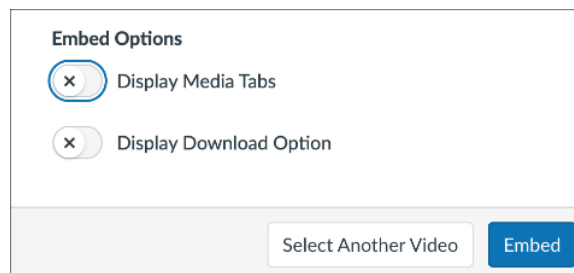 Embed Options
Display Media Tabs
Display Download Option
Select Another Video Embed